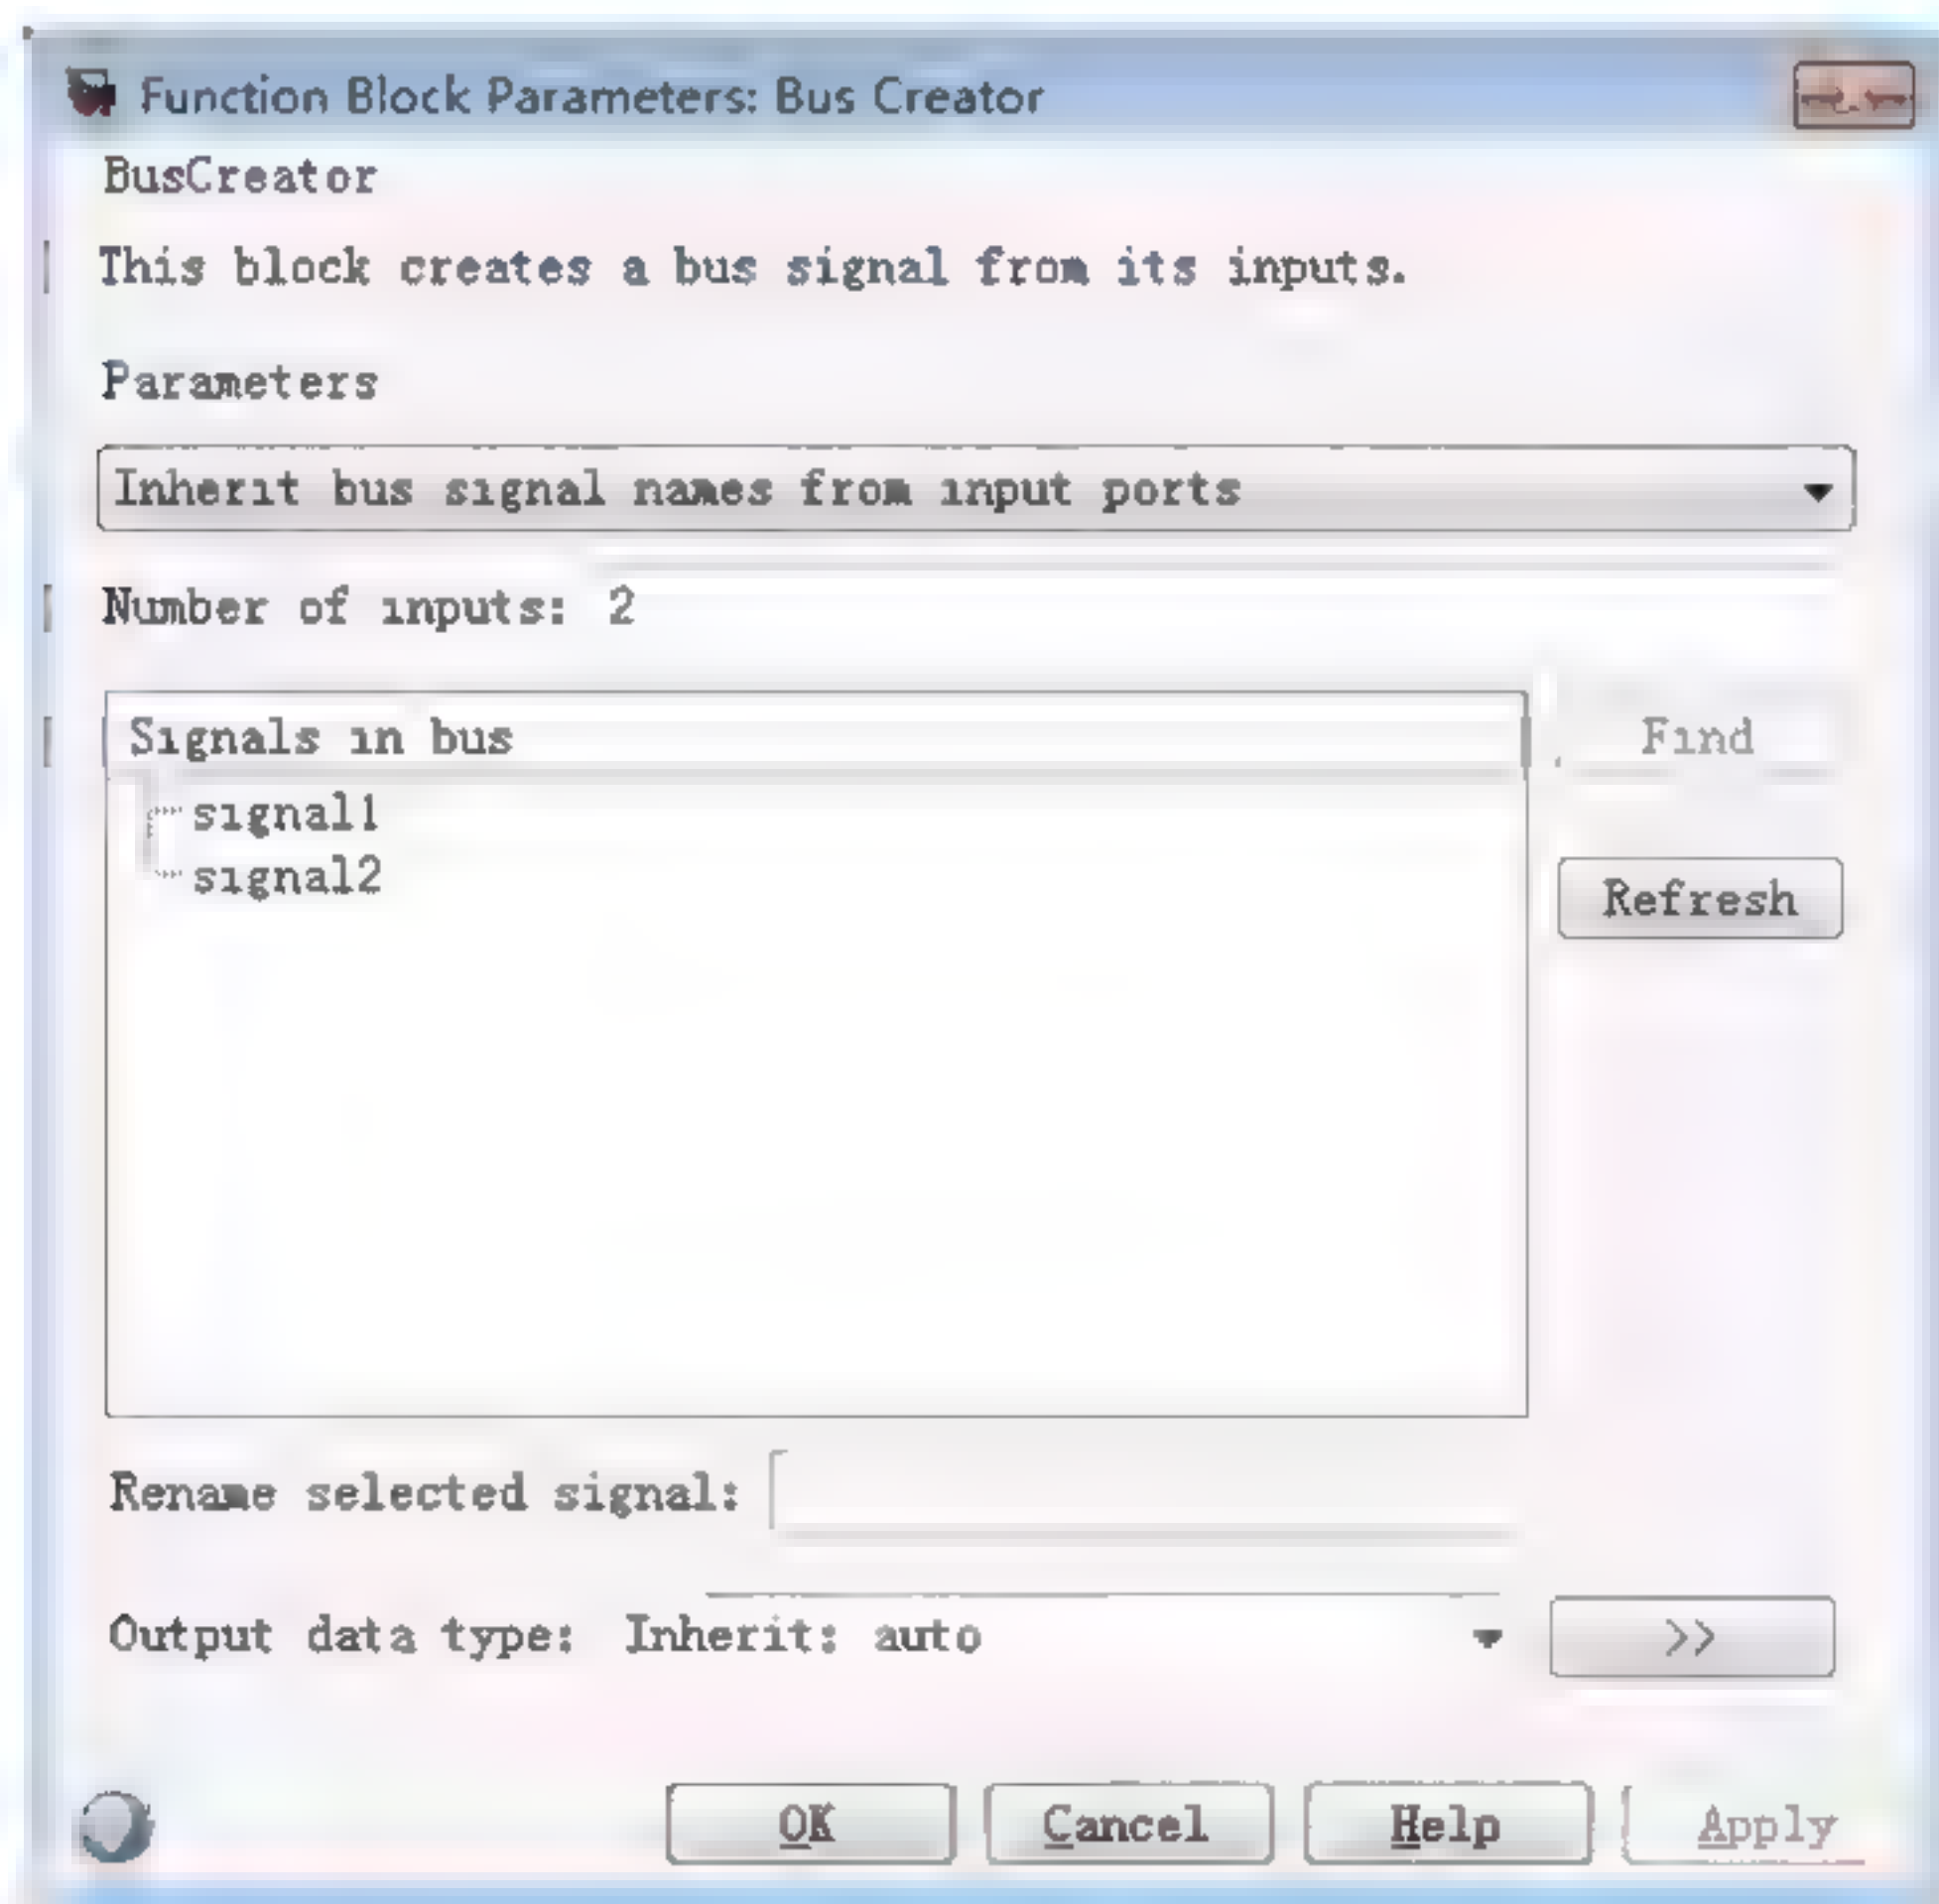 Function Block Parameters: Bus Creator
BusCreator
This block creates a bus signal from its inputs.
Parameters
Inherit bus signal names from input ports
Number of inputs: 2
Signals in bus
Find
signal1
signal2
Refresh
Rename selected signal:
Output data type: Inherit: auto >>
OK Cancel Help Apply